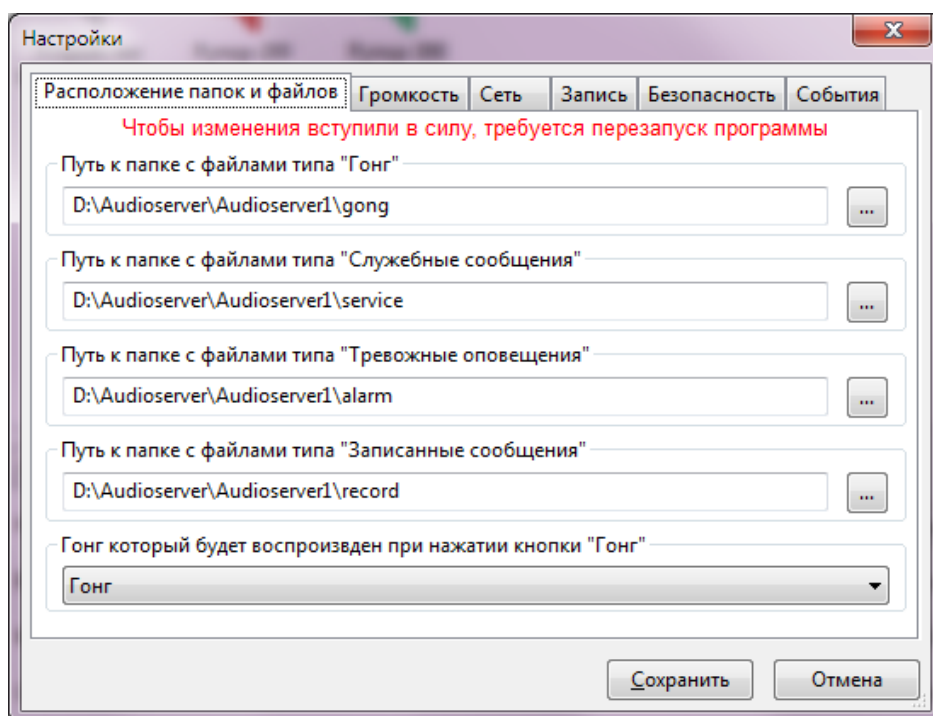 Настройки
Расположение папок и файлов Громкость Сеть Запись Безопасность События
Чтобы изменения вступили в силу, требуется перезапуск программы
Путь к папке с файлами типа "Гонг"
D:\Audioserver\Audioserver1\gong
...
Путь к папке с файлами типа "Служебные сообщения"
D:\Audioserver\Audioserver1\service
...
Путь к папке с файлами типа "Тревожные оповещения"
D:\Audioserver\Audioserver1\alarm
...
Путь к папке с файлами типа "Записанные сообщения"
D:\Audioserver\Audioserver1\record
...
Гонг который будет воспроизвден при нажатии кнопки "Гонг"
Гонг
Сохранить Отмена